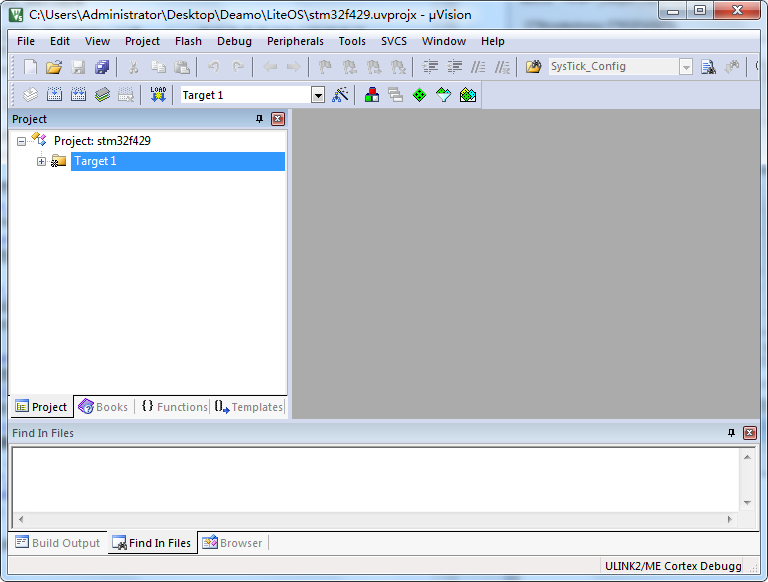 C:\Users\Administrator\Desktop\Deamo\LiteOS\stm32f429.uvprojx - µVision
File Edit View Project Flash Debug Peripherals Tools SVCS Window Help
SysTick_Config
LOAD Target 1
Project
Project: stm32f429
Target 1
Project Books {} Functions 0 Templates
Find In Files
Build Output Find In Files Browser
ULINK2/ME Cortex Debugg